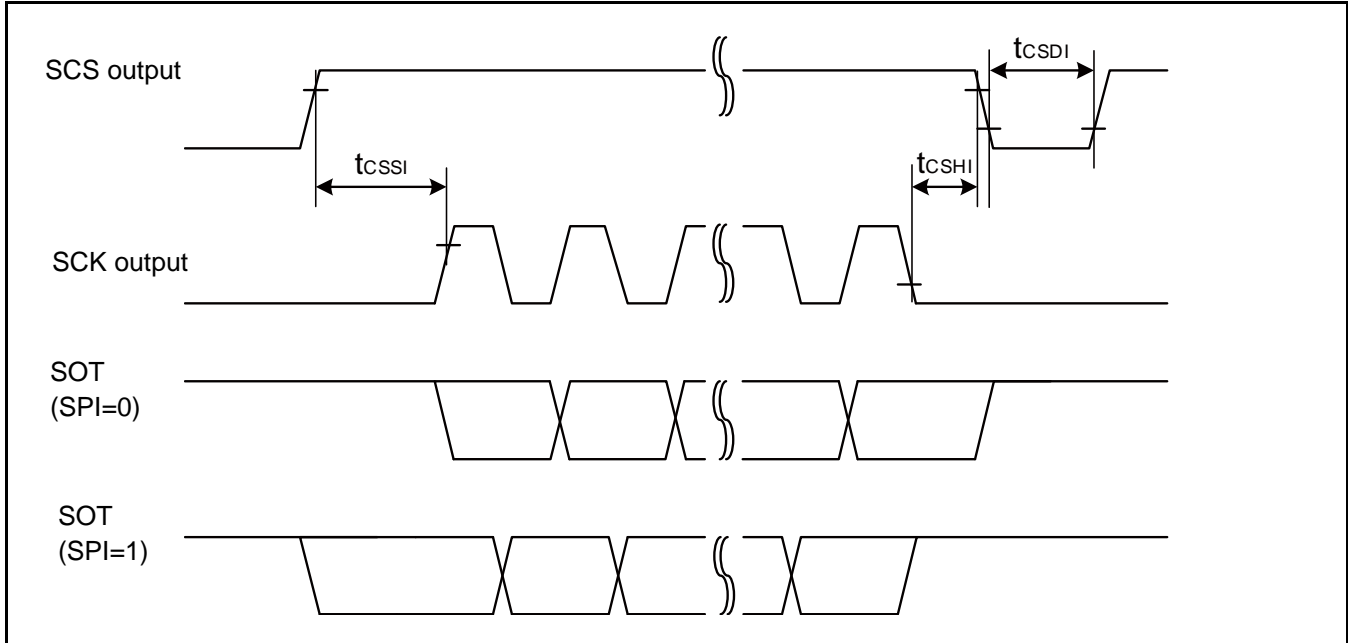 SCS output
tCSDI
tCSSI
tCSHI
SCK output
SOT
(SPI=0)
SOT
(SPI=1)